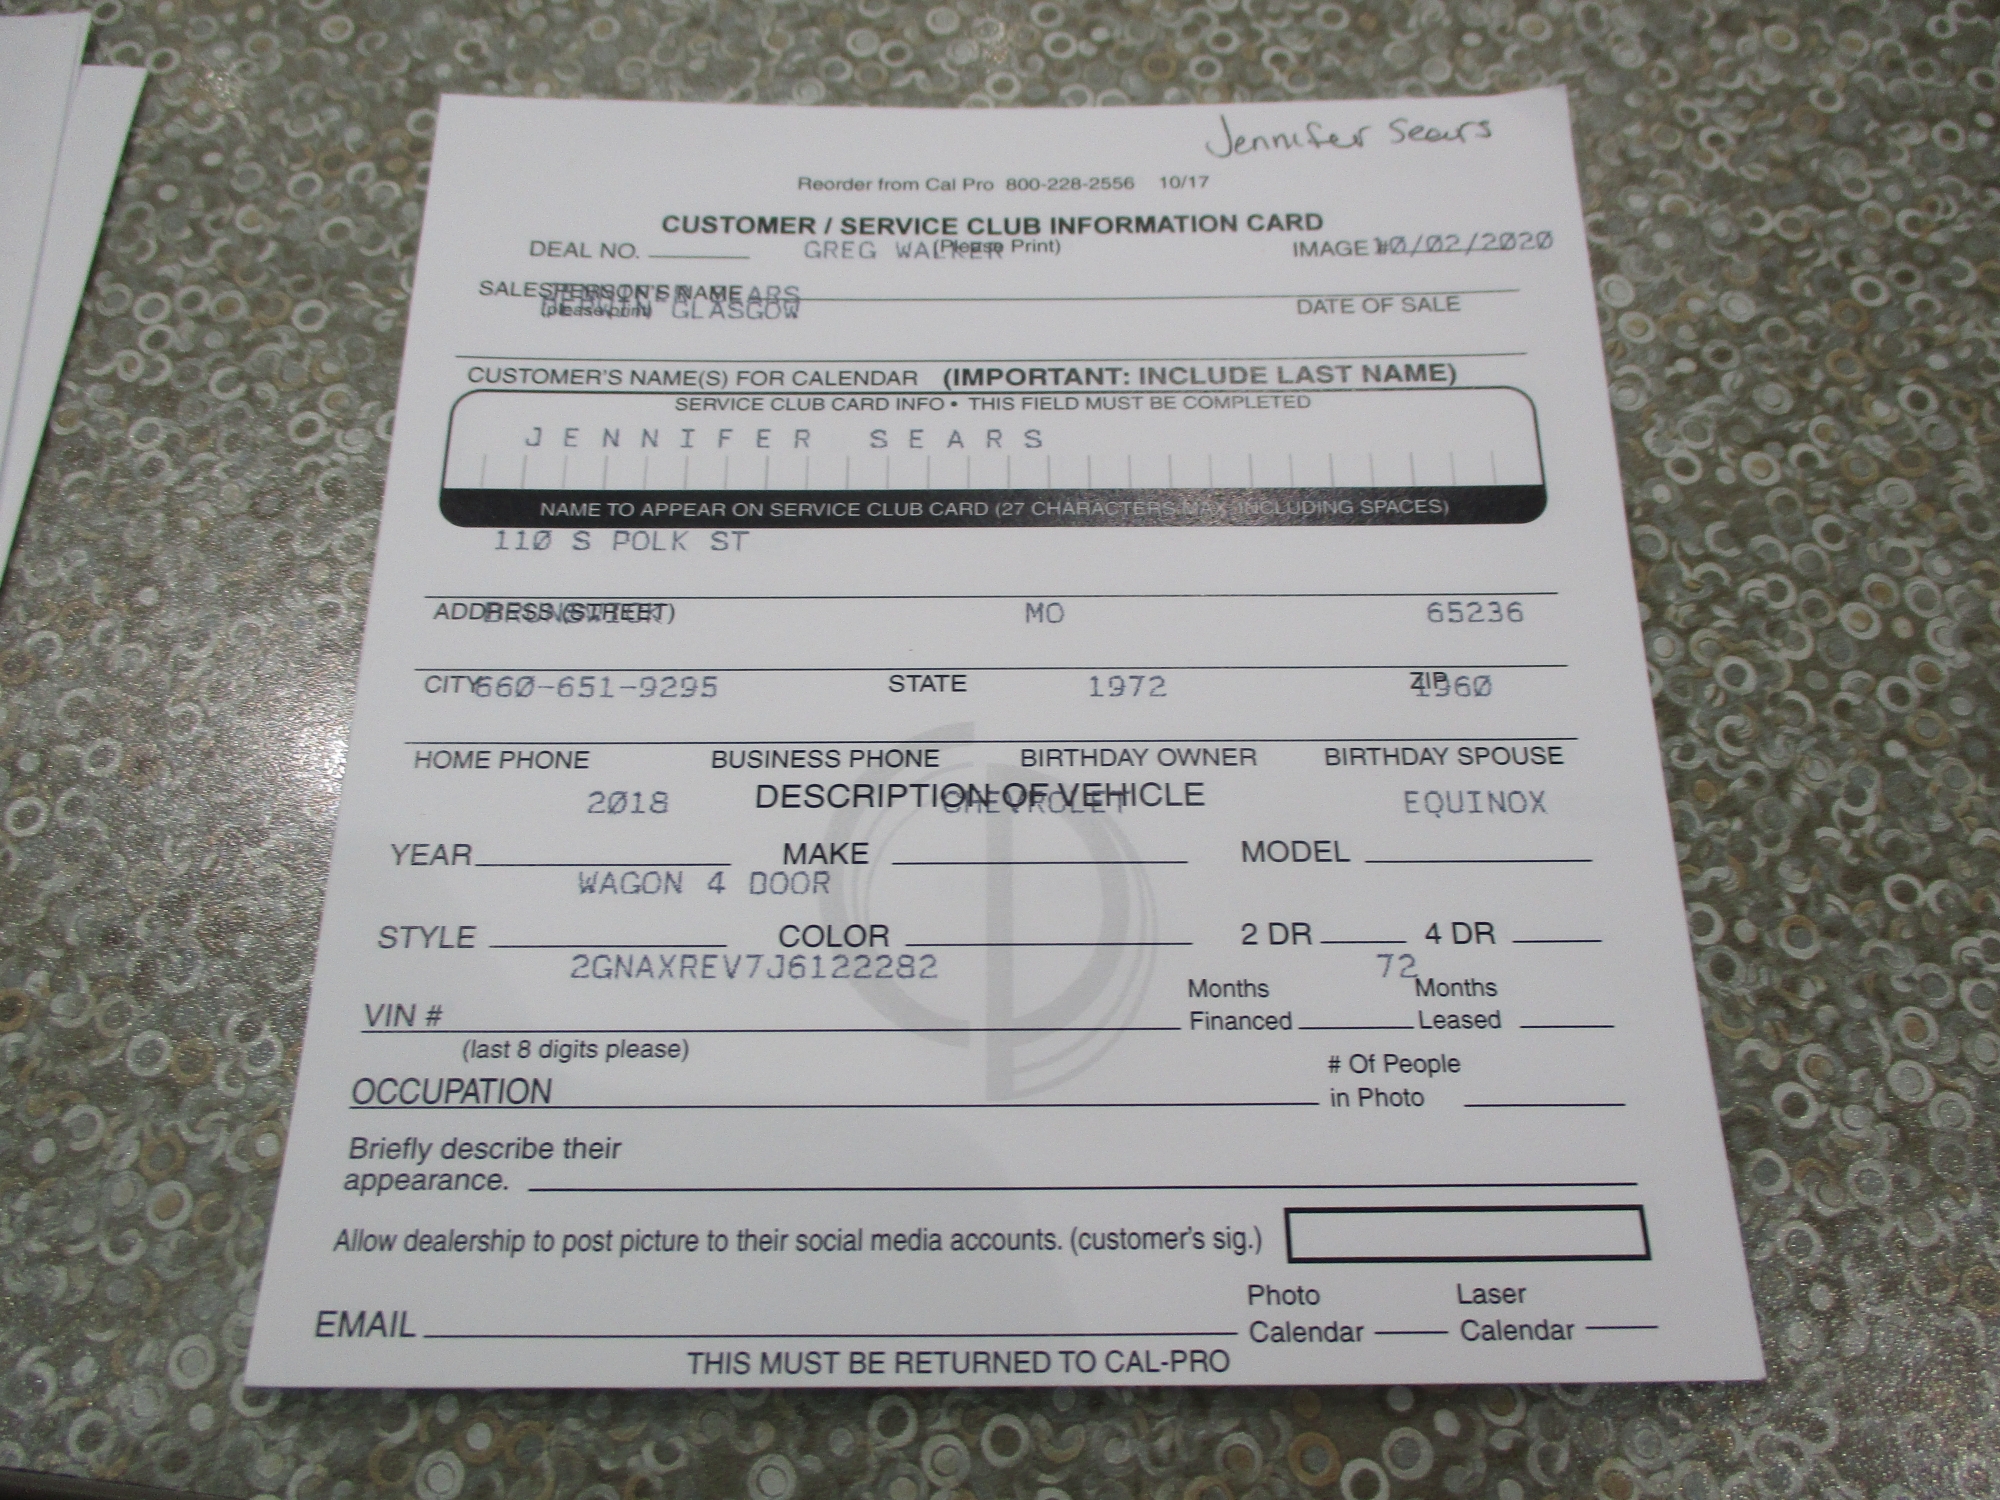 Jennifer Sears
Reorder from Cal Pro 800-228-2556 10/17
CUSTOMER / SERVICE CLUB INFORMATION CARD
DEAL NO. GREG WALKER (Please Print) IMAGE # 10/02/2020
SALESPERSON'S NAME SEARS
(please print) GLASGOW DATE OF SALE
CUSTOMER'S NAME(S) FOR CALENDAR (IMPORTANT: INCLUDE LAST NAME)
SERVICE CLUB CARD INFO • THIS FIELD MUST BE COMPLETED
JENNIFER SEARS
NAME TO APPEAR ON SERVICE CLUB CARD (27 CHARACTERS MAX INCLUDING SPACES)
110 S POLK ST
ADDRESS (STREET) BRUNSWICK MO 65236
CITY 660-651-9295 STATE 1972 ZIP 1960
HOME PHONE BUSINESS PHONE BIRTHDAY OWNER BIRTHDAY SPOUSE
2018 DESCRIPTION OF VEHICLE CHEVROLET EQUINOX
YEAR MAKE MODEL
WAGON 4 DOOR
STYLE COLOR 2 DR 4 DR
2GNAXREV7J6122282 72
VIN # Months Financed Months Leased
(last 8 digits please)
OCCUPATION # Of People in Photo
Briefly describe their
appearance.
Allow dealership to post picture to their social media accounts. (customer's sig.)
EMAIL Photo Calendar Laser Calendar
THIS MUST BE RETURNED TO CAL-PRO